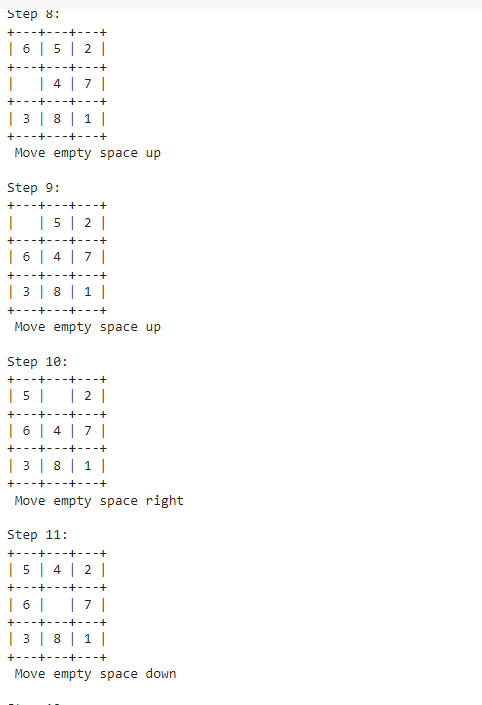 Step 8:
+---+---+---+
| 6 | 5 | 2 |
+---+---+---+
|   | 4 | 7 |
+---+---+---+
| 3 | 8 | 1 |
+---+---+---+
 Move empty space up

Step 9:
+---+---+---+
|   | 5 | 2 |
+---+---+---+
| 6 | 4 | 7 |
+---+---+---+
| 3 | 8 | 1 |
+---+---+---+
 Move empty space up

Step 10:
+---+---+---+
| 5 |   | 2 |
+---+---+---+
| 6 | 4 | 7 |
+---+---+---+
| 3 | 8 | 1 |
+---+---+---+
 Move empty space right

Step 11:
+---+---+---+
| 5 | 4 | 2 |
+---+---+---+
| 6 |   | 7 |
+---+---+---+
| 3 | 8 | 1 |
+---+---+---+
 Move empty space down